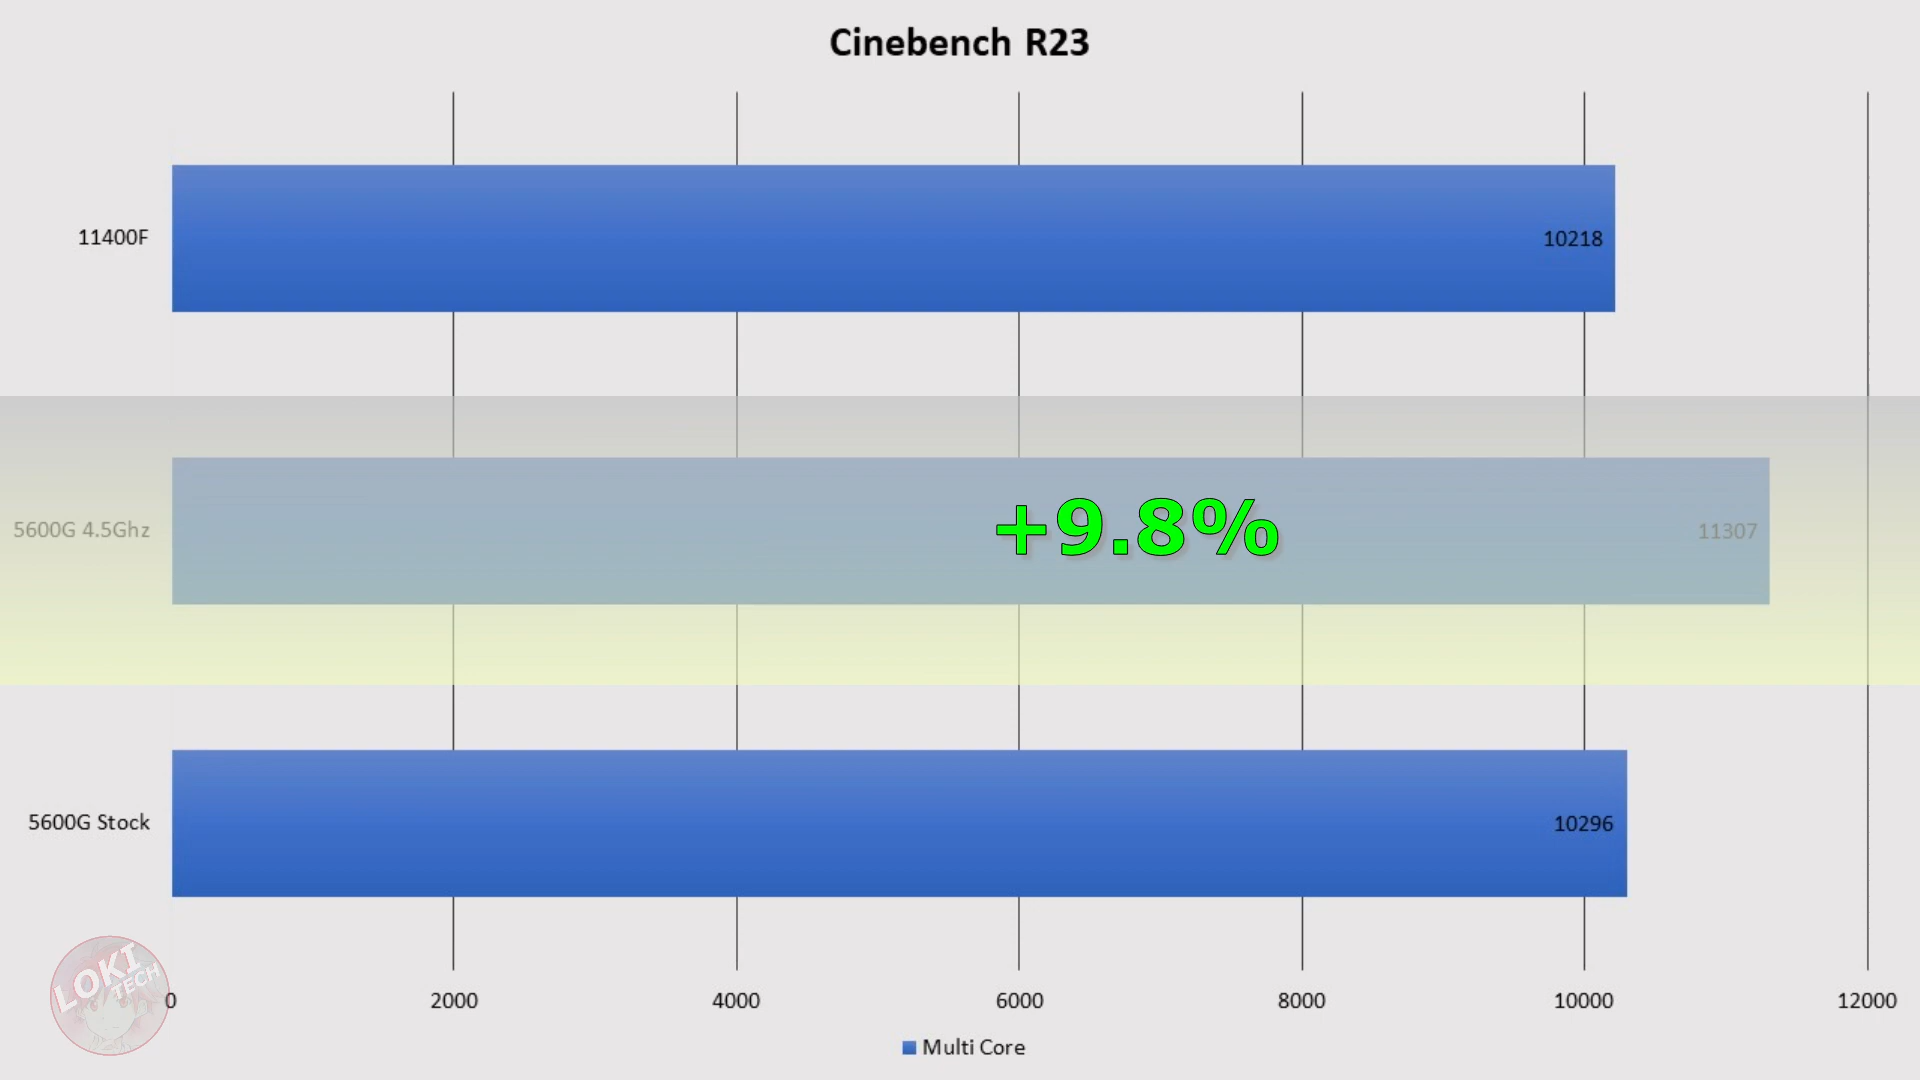 Cinebench R23
11400F
10218
5600G 4.5Ghz
+9.8%
11307
5600G Stock
10296
LOKI
TECH
0 2000 4000 6000 8000 10000 12000
Multi Core